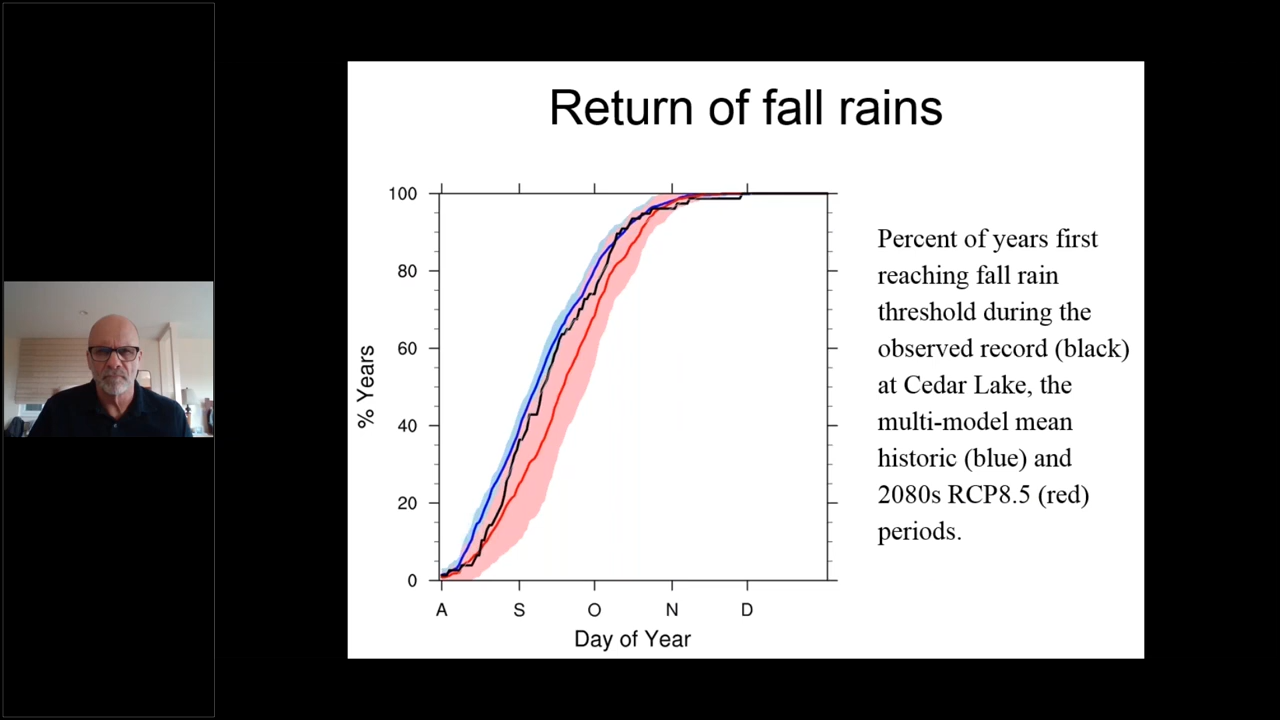 Return of fall rains
100
80
60
40
20
0
% Years
A S O N D
Day of Year
Percent of years first
reaching fall rain
threshold during the
observed record (black)
at Cedar Lake, the
multi-model mean
historic (blue) and
2080s RCP8.5 (red)
periods.